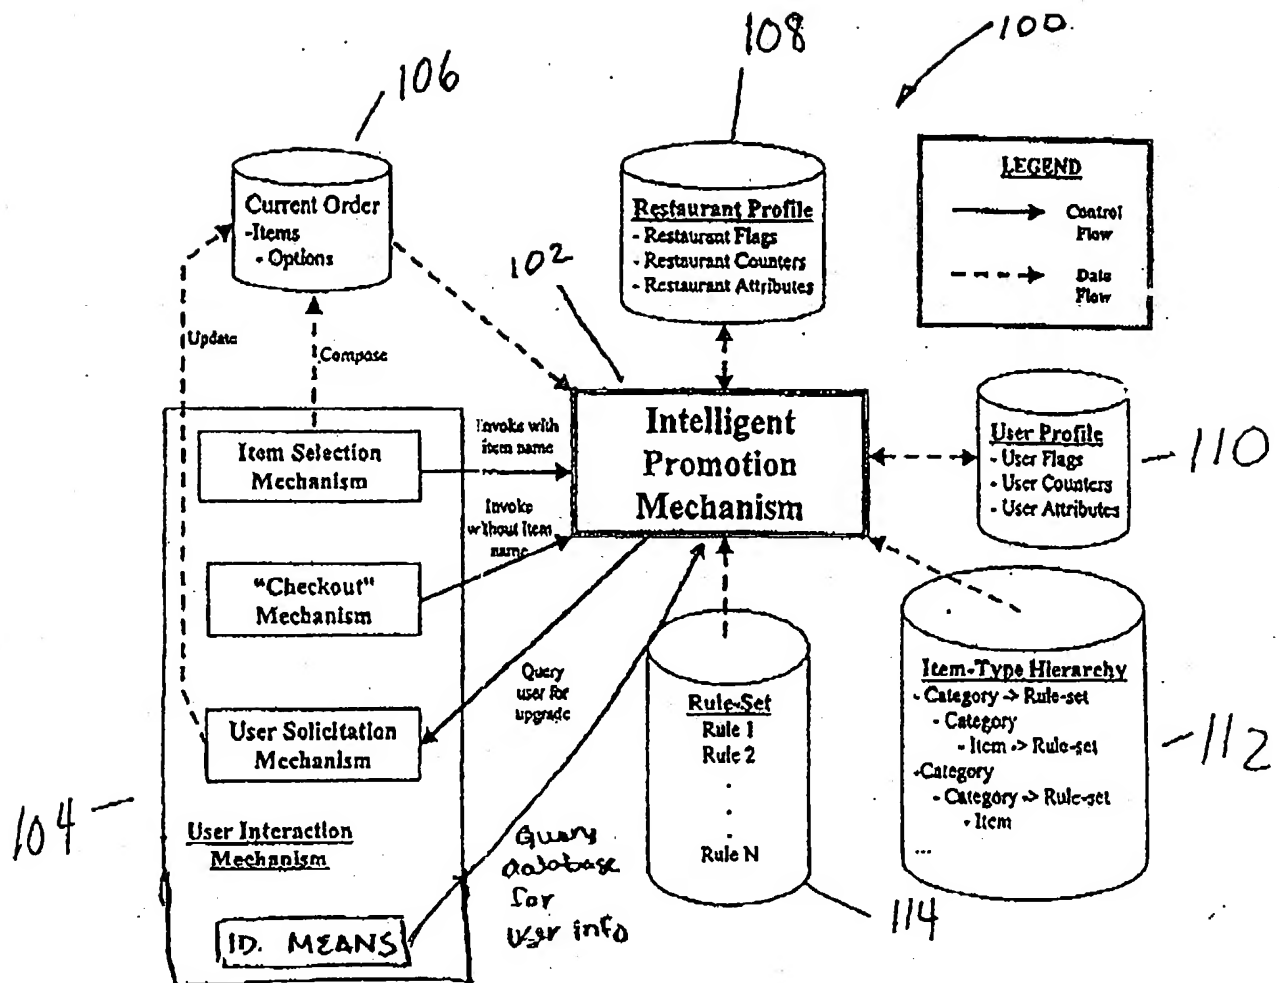 100
108
106
LEGEND
Control
Flow
Data
Flow
Current Order
-Items
- Options
Restaurant Profile
- Restaurant Flags
- Restaurant Counters
- Restaurant Attributes
102
Update
Compose
Intelligent
Promotion
Mechanism
Invoke with
item name
Item Selection
Mechanism
User Profile
- User Flags
- User Counters
- User Attributes
110
Invoke
without Item
name
"Checkout"
Mechanism
Query
user for
upgrade
User Solicitation
Mechanism
Rule-Set
Rule 1
Rule 2
.
.
.
Rule N
Item-Type Hierarchy
-Category -> Rule-set
- Category
- Item -> Rule-set
-Category
- Category -> Rule-set
- Item
...
112
104
User Interaction
Mechanism
Query
database
for
user info
114
ID. MEANS